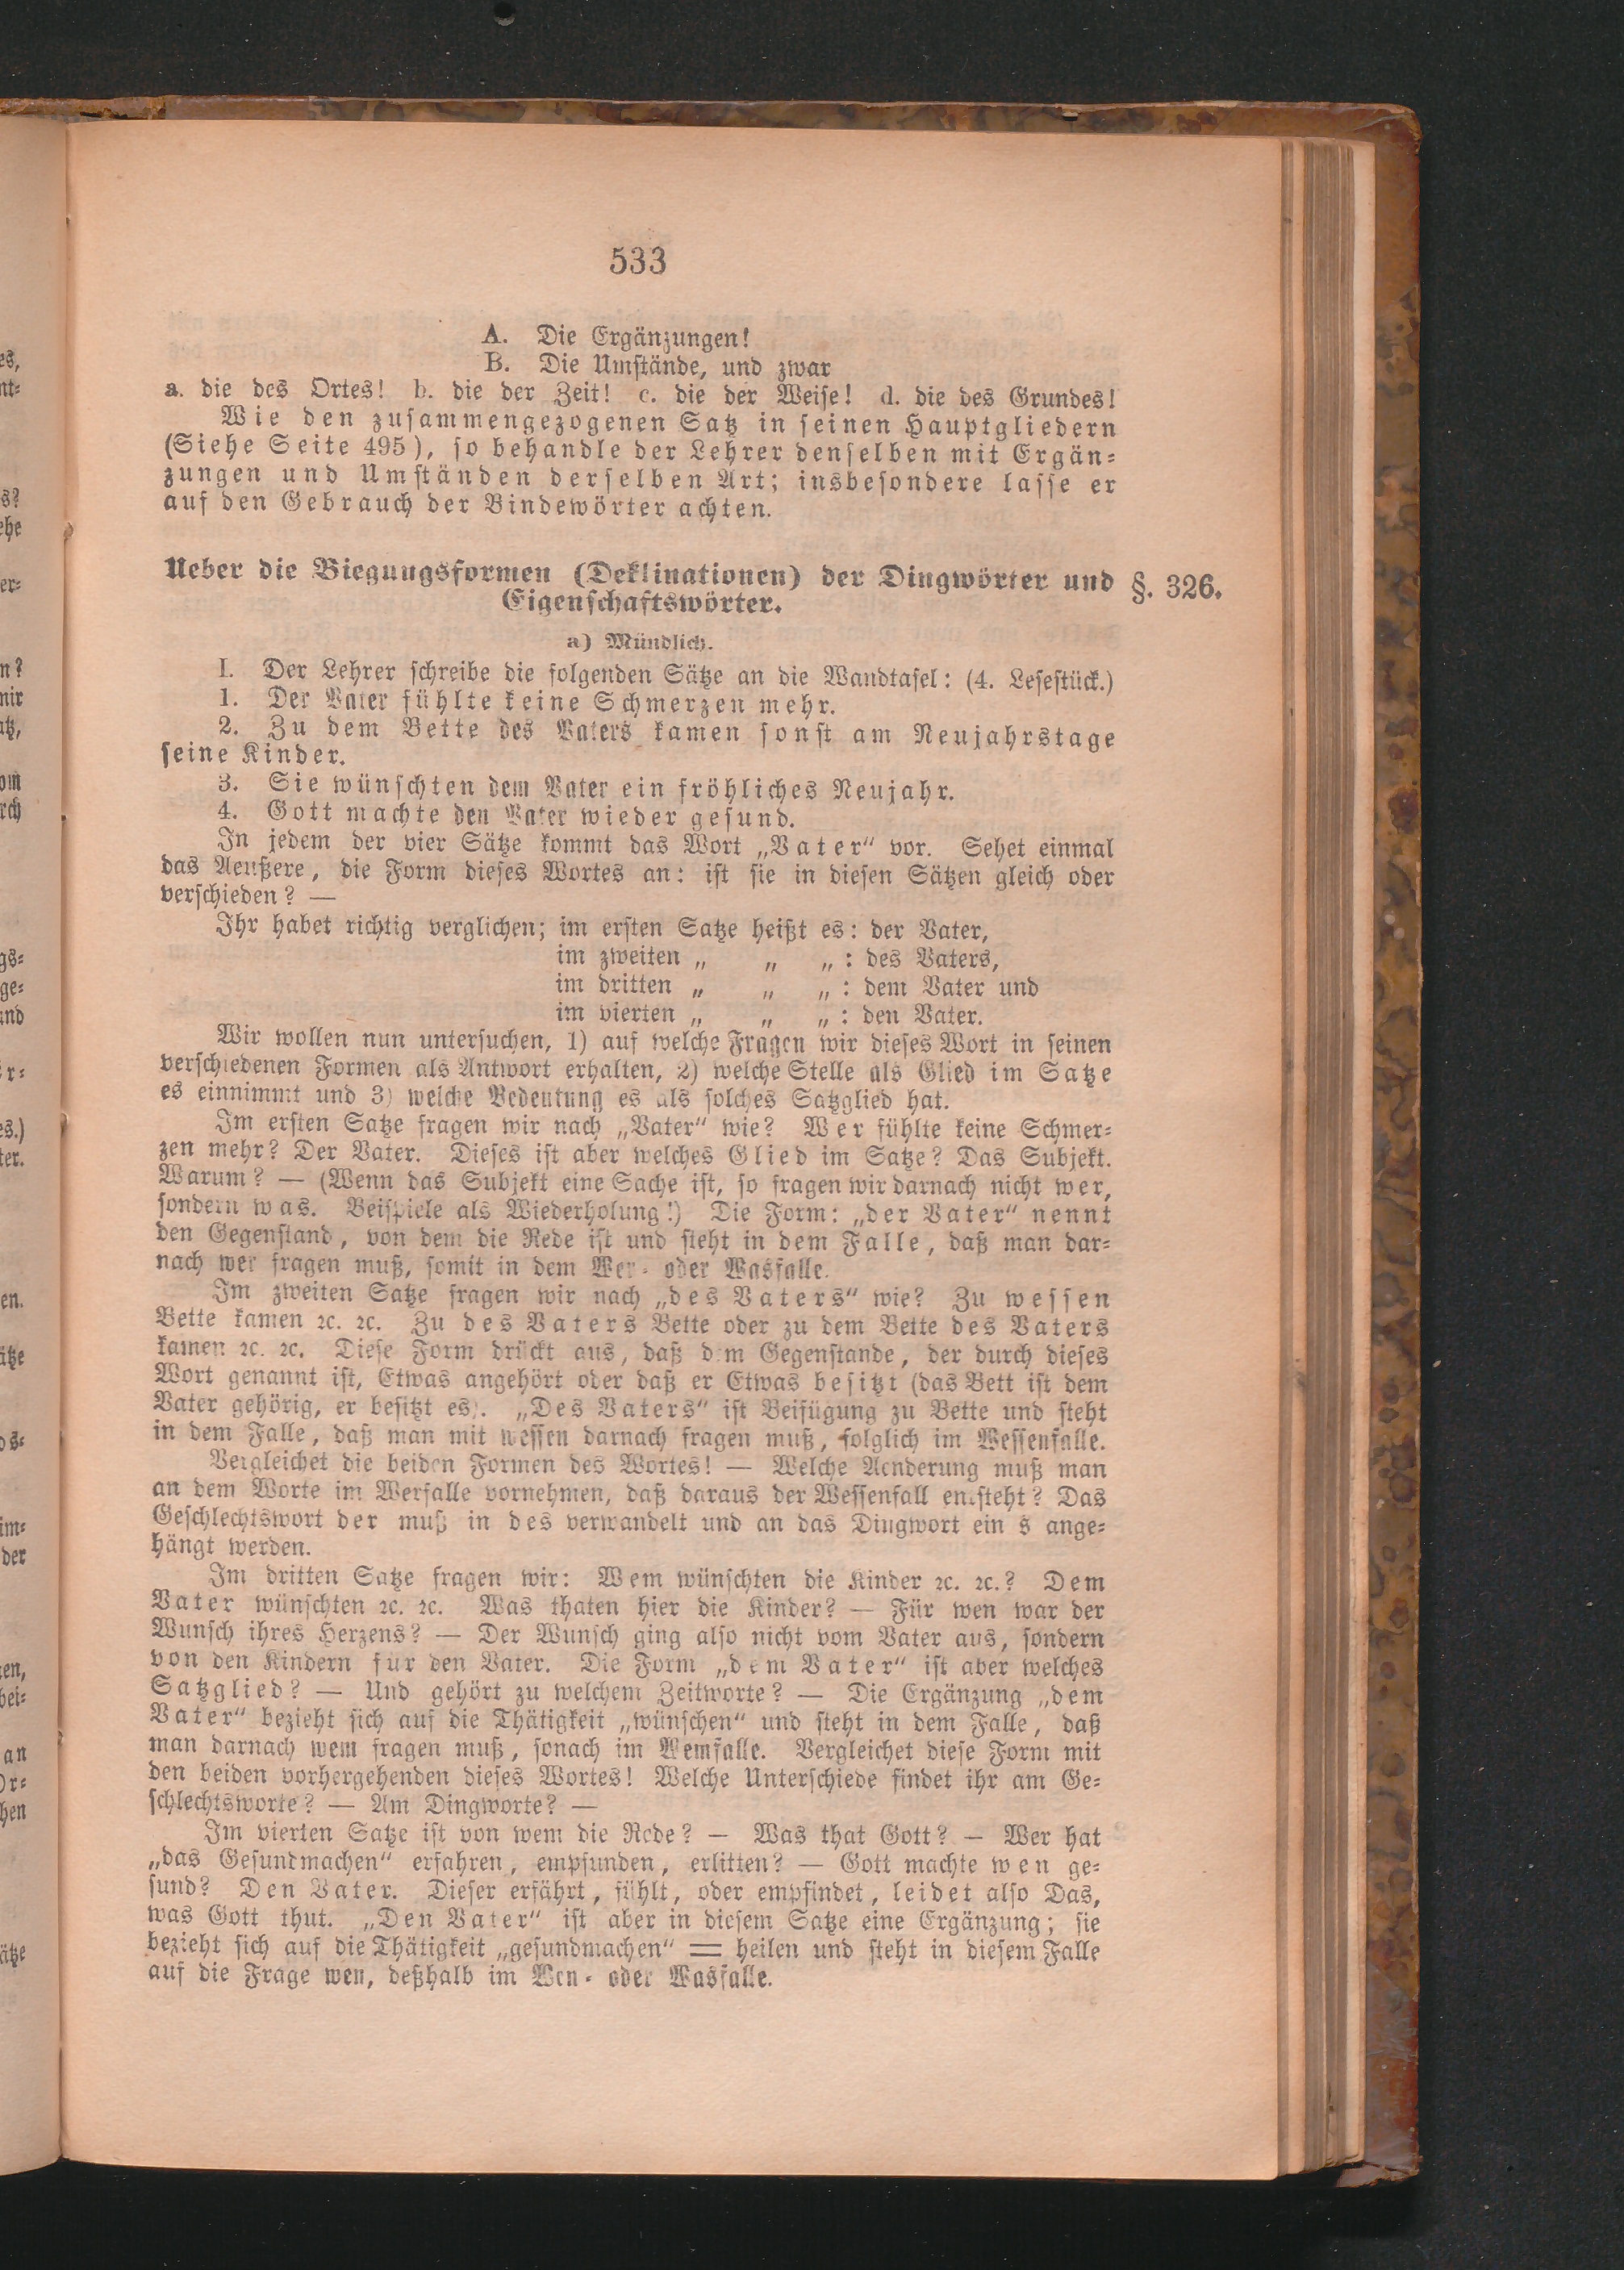 533
A. Die Ergänzungen!
B. Die Umstände, und zwar
a. die des Ortes! b. die der Zeit! c. die der Weise! d. die des Grundes!
Wie den zusammengezogenen Satz in seinen Hauptgliedern
(Siehe Seite 495), so behandle der Lehrer denselben mit Ergän-
zungen und Umständen derselben Art; insbesondere lasse er
auf den Gebrauch der Bindewörter achten.
Ueber die Biegungsformen (Deklinationen) der Dingwörter und §. 326.
Eigenschaftswörter.
a) Mündlich.
I. Der Lehrer schreibe die folgenden Sätze an die Wandtafel: (4. Lesestück.)
1. Der Vater fühlte keine Schmerzen mehr.
2. Zu dem Bette des Vaters kamen sonst am Neujahrstage
seine Kinder.
3. Sie wünschten dem Vater ein fröhliches Neujahr.
4. Gott machte den Vater wieder gesund.
In jedem der vier Sätze kommt das Wort „Vater“ vor. Sehet einmal
das Aeußere, die Form dieses Wortes an: ist sie in diesen Sätzen gleich oder
verschieden? —
Ihr habet richtig verglichen; im ersten Satze heißt es: der Vater,
im zweiten „ „ „: des Vaters,
im dritten „ „ „: dem Vater und
im vierten „ „ „: den Vater.
Wir wollen nun untersuchen, 1) auf welche Fragen wir dieses Wort in seinen
verschiedenen Formen als Antwort erhalten, 2) welche Stelle als Glied im Satze
es einnimmt und 3) welche Bedeutung es als solches Satzglied hat.
Im ersten Satze fragen wir nach „Vater“ wie? Wer fühlte keine Schmer-
zen mehr? Der Vater. Dieses ist aber welches Glied im Satze? Das Subjekt.
Warum? — (Wenn das Subjekt eine Sache ist, so fragen wir darnach nicht wer,
sondern was. Beispiele als Wiederholung!) Die Form: „der Vater“ nennt
den Gegenstand, von dem die Rede ist und steht in dem Falle, daß man dar-
nach wer fragen muß, somit in dem Wer- oder Wasfalle.
Im zweiten Satze fragen wir nach „des Vaters“ wie? Zu wessen
Bette kamen ꝛc. ꝛc. Zu des Vaters Bette oder zu dem Bette des Vaters
kamen ꝛc. ꝛc. Diese Form drückt aus, daß dem Gegenstande, der durch dieses
Wort genannt ist, Etwas angehört oder daß er Etwas besitzt (das Bett ist dem
Vater gehörig, er besitzt es). „Des Vaters“ ist Beifügung zu Bette und steht
in dem Falle, daß man mit wessen darnach fragen muß, folglich im Wessenfalle.
Vergleichet die beiden Formen des Wortes! — Welche Aenderung muß man
an dem Worte im Werfalle vornehmen, daß daraus der Wessenfall entsteht? Das
Geschlechtswort der muß in des verwandelt und an das Dingwort ein s ange-
hängt werden.
Im dritten Satze fragen wir: Wem wünschten die Kinder ꝛc. ꝛc.? Dem
Vater wünschten ꝛc. ꝛc. Was thaten hier die Kinder? — Für wen war der
Wunsch ihres Herzens? — Der Wunsch ging also nicht vom Vater aus, sondern
von den Kindern für den Vater. Die Form „dem Vater“ ist aber welches
Satzglied? — Und gehört zu welchem Zeitworte? — Die Ergänzung „dem
Vater“ bezieht sich auf die Thätigkeit „wünschen“ und steht in dem Falle, daß
man darnach wem fragen muß, sonach im Wemfalle. Vergleichet diese Form mit
den beiden vorhergehenden dieses Wortes! Welche Unterschiede findet ihr am Ge-
schlechtsworte? — Am Dingworte? —
Im vierten Satze ist von wem die Rede? — Was that Gott? — Wer hat
„das Gesundmachen“ erfahren, empfunden, erlitten? — Gott machte wen ge-
sund? Den Vater. Dieser erfährt, fühlt, oder empfindet, leidet also Das,
was Gott thut. „Den Vater“ ist aber in diesem Satze eine Ergänzung; sie
bezieht sich auf die Thätigkeit „gesundmachen“ = heilen und steht in diesem Falle
auf die Frage wen, deßhalb im Wen- oder Wasfalle.